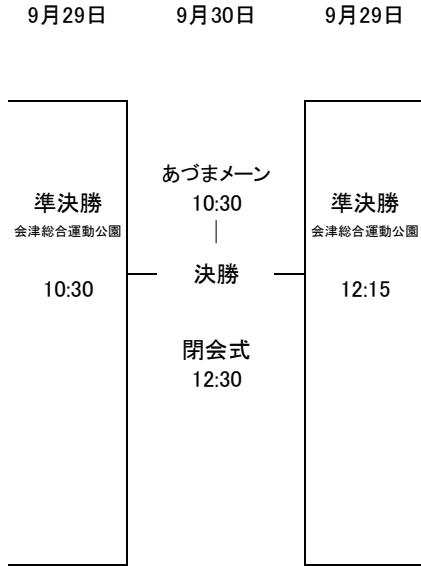 9月29日 9月30日 9月29日
あづまメーン
準決勝 10:30 準決勝
会津総合運動公園 会津総合運動公園
決勝
10:30 12:15
閉会式
12:30